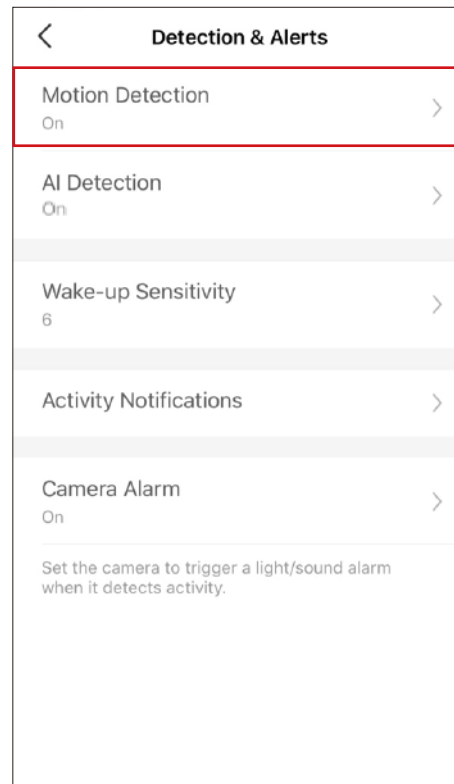 Detection & Alerts
Motion Detection
On
AI Detection
On
Wake-up Sensitivity
6
Activity Notifications
Camera Alarm
On
Set the camera to trigger a light/sound alarm
when it detects activity.